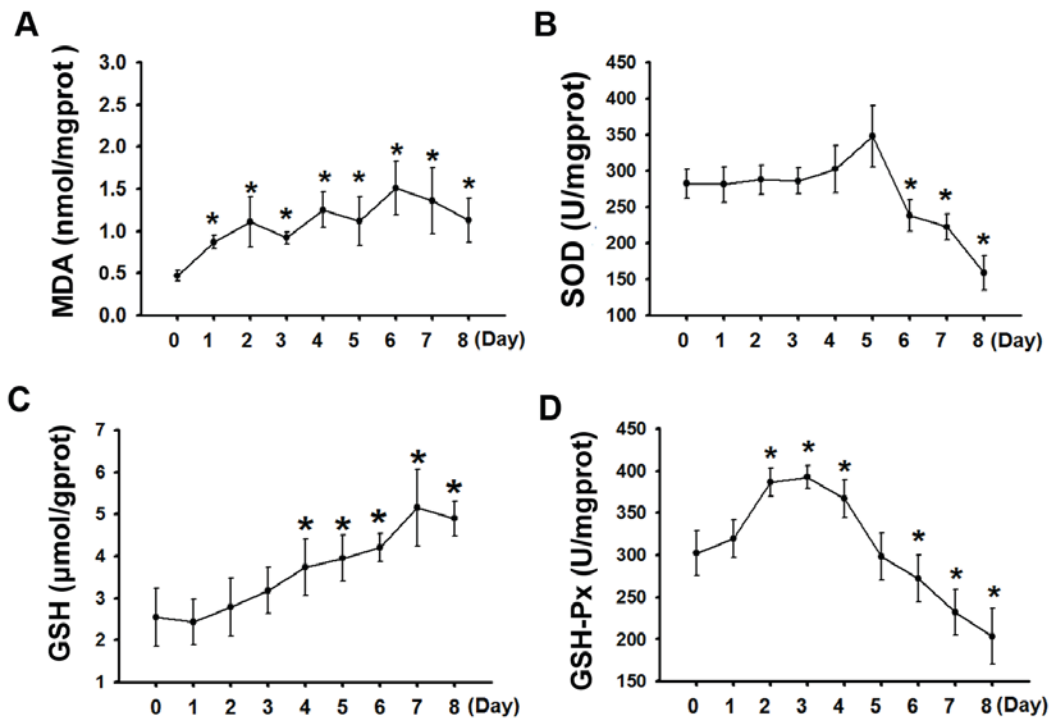 A
MDA (nmol/mgprot )
3.0
2.5
2.0
1.5
1.0
0.5
0.0
* * * * * * * *
0 1 2 3 4 5 6 7 8 (Day)
B
SOD (U/mgprot)
450
400
350
300
250
200
150
100
* * *
0 1 2 3 4 5 6 7 8 (Day)
C
GSH (μmol/gprot)
7
6
5
4
3
2
1
* * * * *
0 1 2 3 4 5 6 7 8 (Day)
D
GSH-Px (U/mgprot)
450
400
350
300
250
200
150
* * * * * *
0 1 2 3 4 5 6 7 8 (Day)